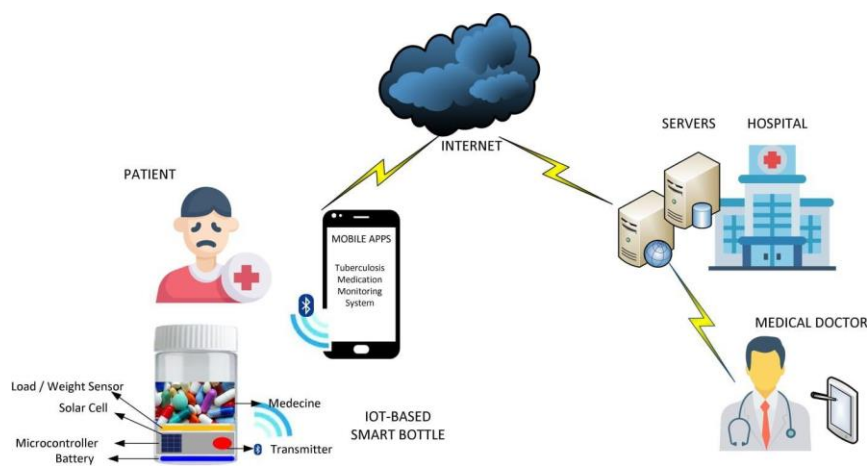 INTERNET
SERVERS
HOSPITAL
PATIENT
MOBILE APPS
Tuberculosis
Medication
Monitoring
System
MEDICAL DOCTOR
Load / Weight Sensor
Solar Cell
Microcontroller
Battery
Medecine
Transmitter
IOT-BASED
SMART BOTTLE